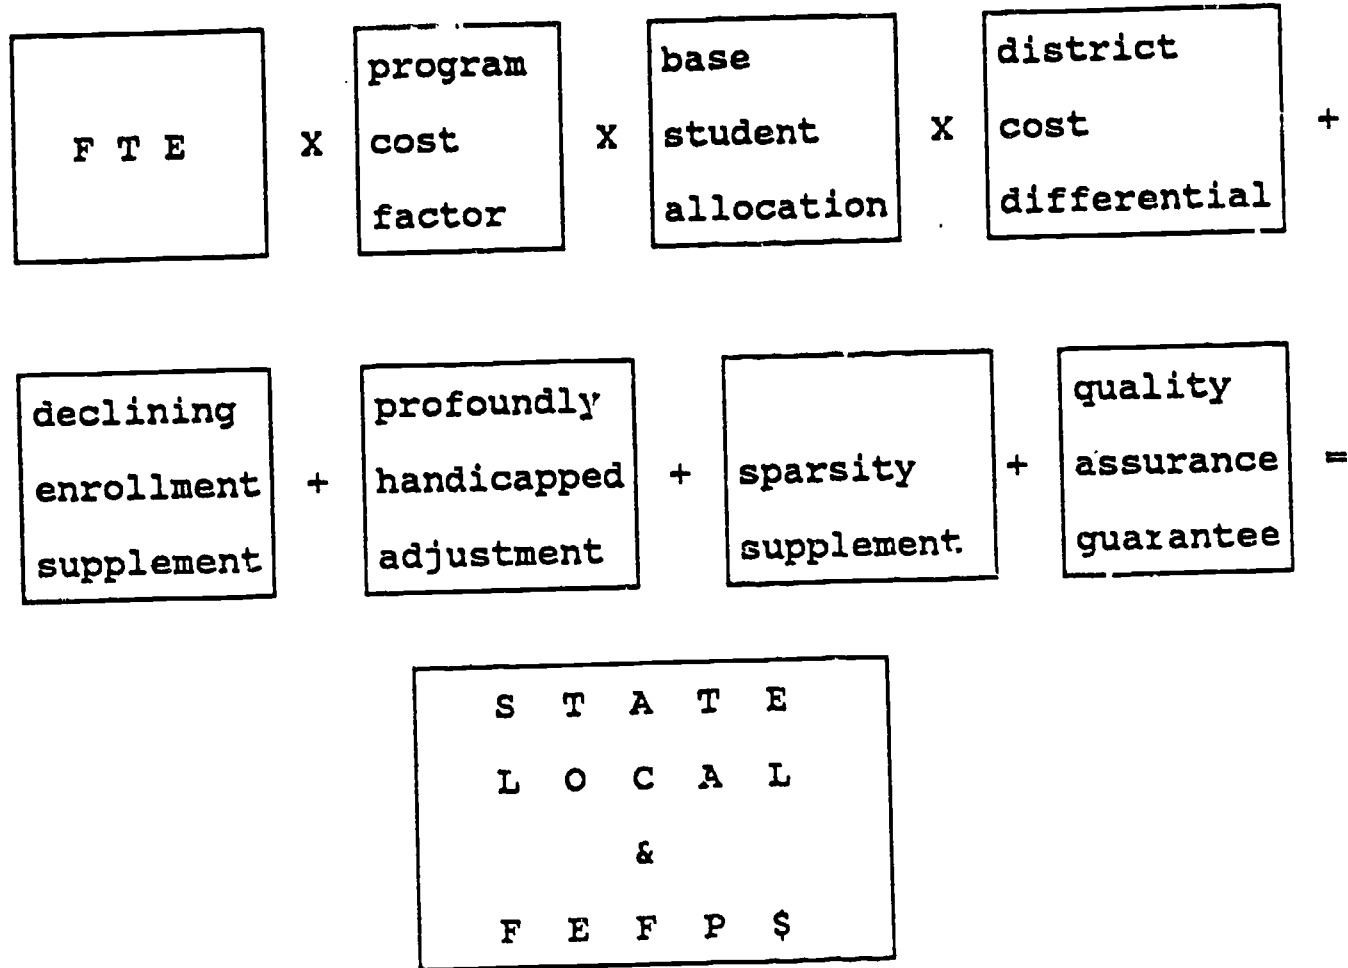 F T E
X
program
cost
factor
X
base
student
allocation
X
district
cost
differential
+
declining
enrollment
supplement
+
profoundly
handicapped
adjustment
+
sparsity
supplement
+
quality
assurance
guarantee
=
S T A T E
L O C A L
&
F E F P $